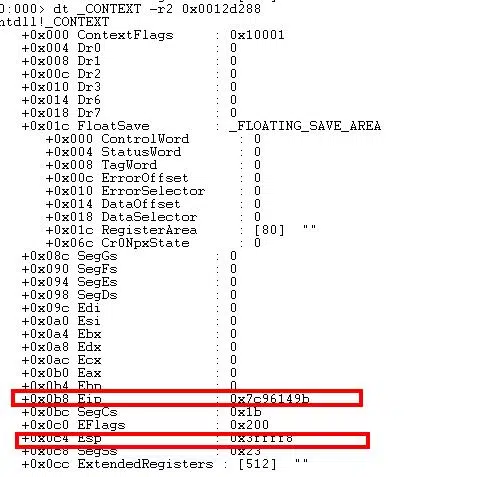 0:000> dt _CONTEXT -r2 0x0012d288
ntdll!_CONTEXT
+0x000 ContextFlags : 0x10001
+0x004 Dr0 : 0
+0x008 Dr1 : 0
+0x00c Dr2 : 0
+0x010 Dr3 : 0
+0x014 Dr6 : 0
+0x018 Dr7 : 0
+0x01c FloatSave : _FLOATING_SAVE_AREA
+0x000 ControlWord : 0
+0x004 StatusWord : 0
+0x008 TagWord : 0
+0x00c ErrorOffset : 0
+0x010 ErrorSelector : 0
+0x014 DataOffset : 0
+0x018 DataSelector : 0
+0x01c RegisterArea : [80] ""
+0x06c Cr0NpxState : 0
+0x08c SegGs : 0
+0x090 SegFs : 0
+0x094 SegEs : 0
+0x098 SegDs : 0
+0x09c Edi : 0
+0x0a0 Esi : 0
+0x0a4 Ebx : 0
+0x0a8 Edx : 0
+0x0ac Ecx : 0
+0x0b0 Eax : 0
+0x0b4 Ebp : 0
+0x0b8 Eip : 0x7c96149b
+0x0bc SegCs : 0x1b
+0x0c0 EFlags : 0x200
+0x0c4 Esp : 0x3ffff8
+0x0c8 SegSs : 0x23
+0x0cc ExtendedRegisters : [512] ""